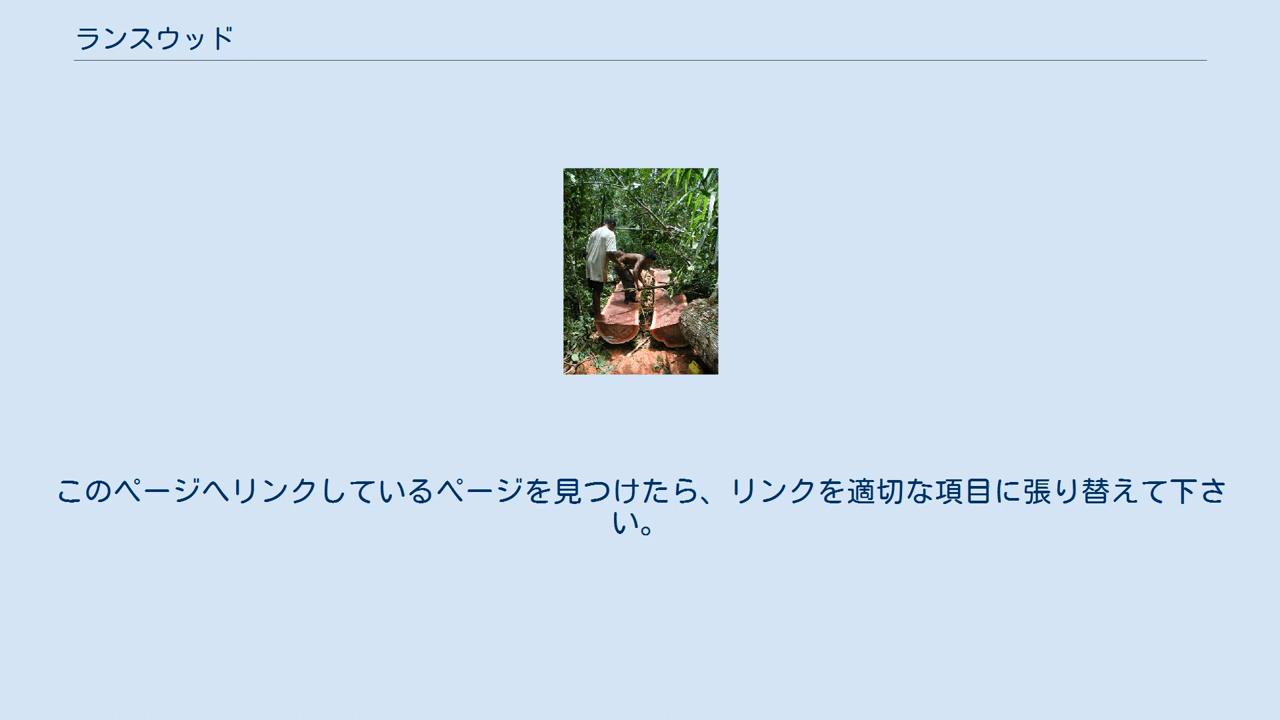 ランスウッド
このページへリンクしているページを見つけたら、リンクを適切な項目に張り替えて下さ
い。